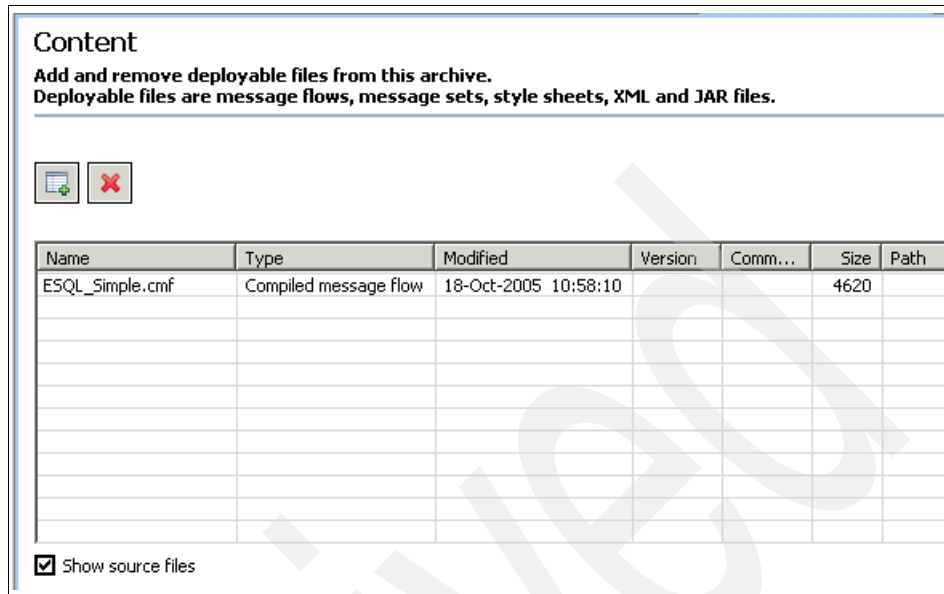 Content
Add and remove deployable files from this archive.
Deployable files are message flows, message sets, style sheets, XML and JAR files.
Name Type Modified Version Comm... Size Path
ESQL_Simple.cmf Compiled message flow 18-Oct-2005 10:58:10 4620
Show source files